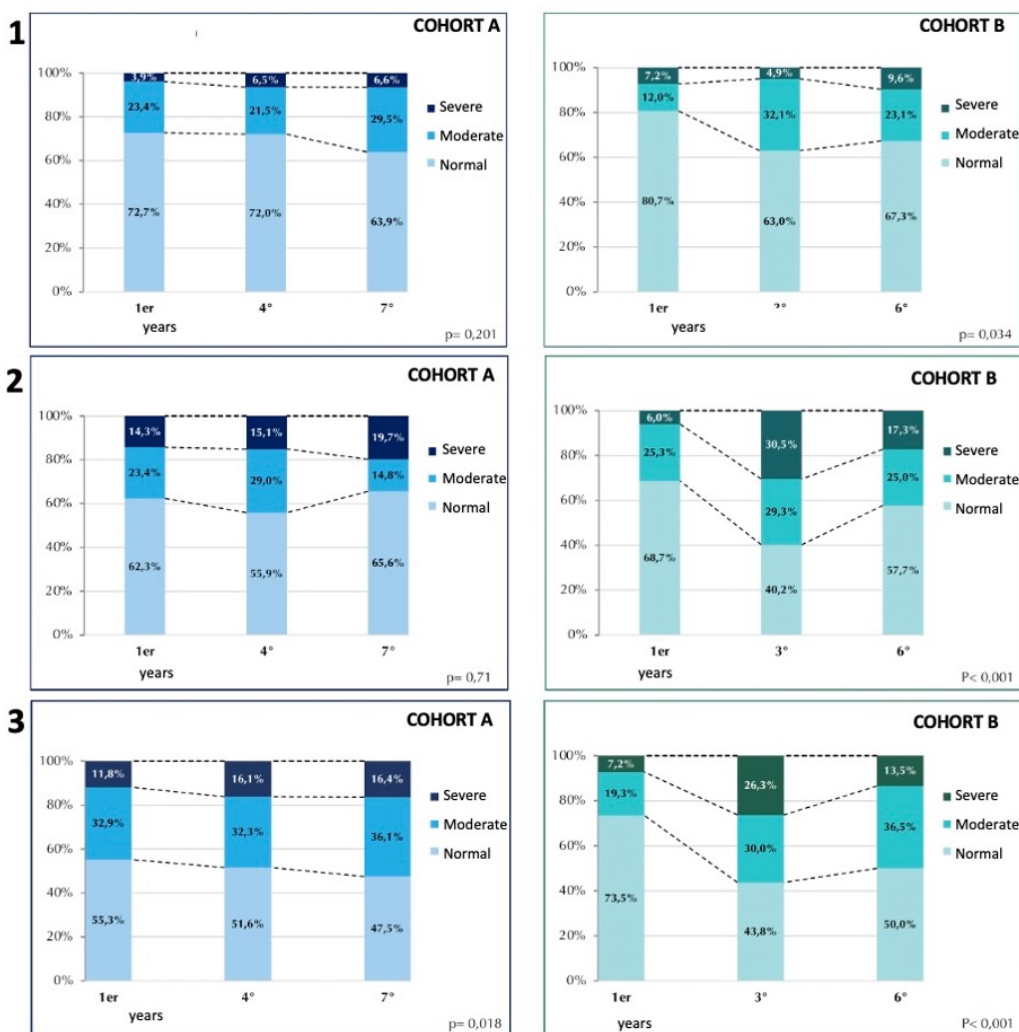 1
COHORT A
100%
80%
60%
40%
20%
0%
3,9%
23,4%
72,7%
6,5%
21,5%
72,0%
6,6%
29,5%
63,9%
Severe
Moderate
Normal
1er 4° 7°
years
p= 0,201
COHORT B
100%
80%
60%
40%
20%
0%
7,2%
12,0%
80,7%
4,9%
32,1%
63,0%
9,6%
23,1%
67,3%
Severe
Moderate
Normal
1er 3° 6°
years
p= 0,034
2
COHORT A
100%
80%
60%
40%
20%
0%
14,3%
23,4%
62,3%
15,1%
29,0%
55,9%
19,7%
14,8%
65,6%
Severe
Moderate
Normal
1er 4° 7°
years
p= 0,71
COHORT B
100%
80%
60%
40%
20%
0%
6,0%
25,3%
68,7%
30,5%
29,3%
40,2%
17,3%
25,0%
57,7%
Severe
Moderate
Normal
1er 3° 6°
years
P< 0,001
3
COHORT A
100%
80%
60%
40%
20%
0%
11,8%
32,9%
55,3%
16,1%
32,3%
51,6%
16,4%
36,1%
47,5%
Severe
Moderate
Normal
1er 4° 7°
years
p= 0,018
COHORT B
100%
80%
60%
40%
20%
0%
7,2%
19,3%
73,5%
26,3%
30,0%
43,8%
13,5%
36,5%
50,0%
Severe
Moderate
Normal
1er 3° 6°
years
P< 0,001